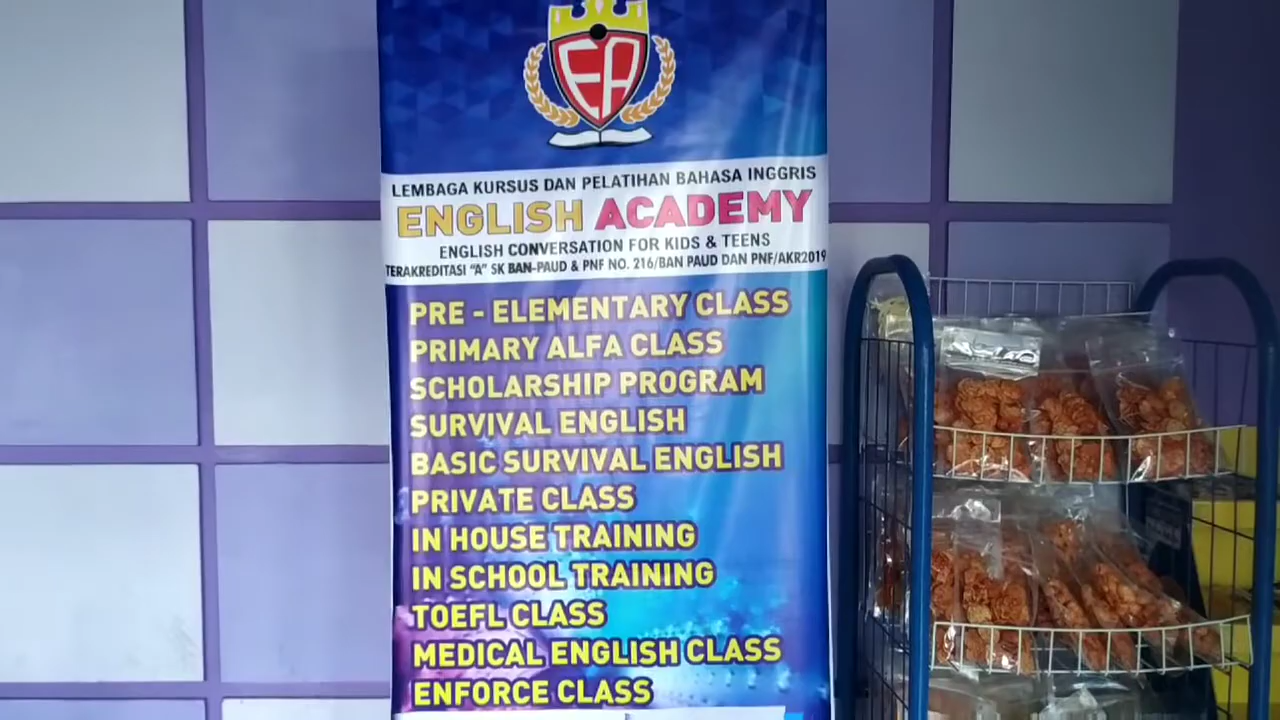 EA
LEMBAGA KURSUS DAN PELATIHAN BAHASA INGGRIS
ENGLISH ACADEMY
ENGLISH CONVERSATION FOR KIDS & TEENS
TERAKREDITASI "A" SK BAN-PAUD & PNF NO. 216/BAN PAUD DAN PNF/AKR2019
PRE - ELEMENTARY CLASS
PRIMARY ALFA CLASS
SCHOLARSHIP PROGRAM
SURVIVAL ENGLISH
BASIC SURVIVAL ENGLISH
PRIVATE CLASS
IN HOUSE TRAINING
IN SCHOOL TRAINING
TOEFL CLASS
MEDICAL ENGLISH CLASS
ENFORCE CLASS